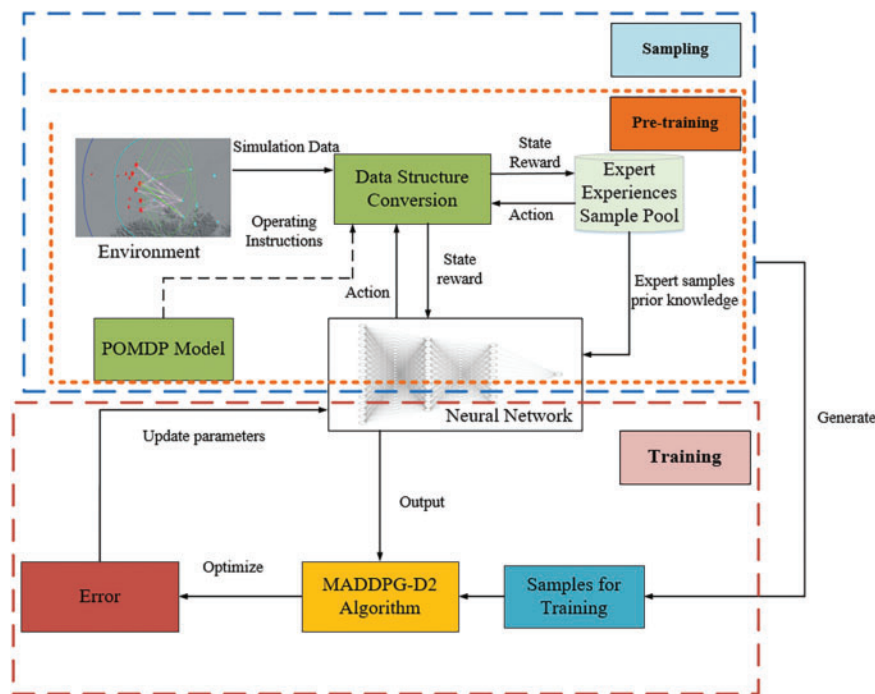 Sampling
Pre-training
Simulation Data
State
Reward
Data Structure
Conversion
Expert
Experiences
Sample Pool
Action
Operating
Instructions
Environment
State
reward
Action
Expert samples
prior knowledge
POMDP Model
Neural Network
Update parameters
Generate
Training
Output
Optimize
Error
MADDPG-D2
Algorithm
Samples for
Training